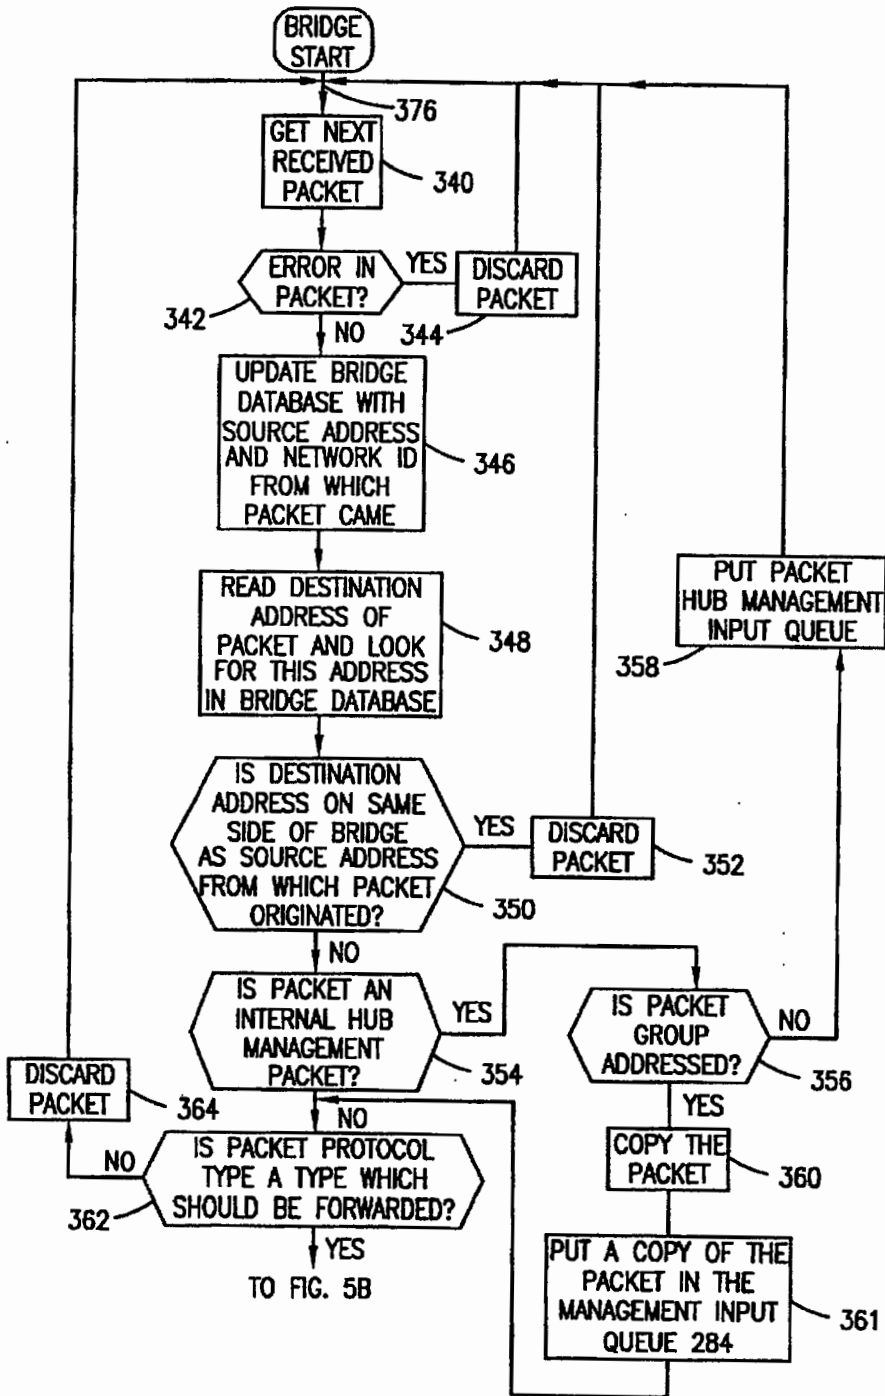 BRIDGE
START
376
GET NEXT
RECEIVED
PACKET
340
ERROR IN
PACKET?
342
YES
DISCARD
PACKET
344
NO
UPDATE BRIDGE
DATABASE WITH
SOURCE ADDRESS
AND NETWORK ID
FROM WHICH
PACKET CAME
346
READ DESTINATION
ADDRESS OF
PACKET AND LOOK
FOR THIS ADDRESS
IN BRIDGE DATABASE
348
PUT PACKET
HUB MANAGEMENT
INPUT QUEUE
358
IS DESTINATION
ADDRESS ON SAME
SIDE OF BRIDGE
AS SOURCE ADDRESS
FROM WHICH PACKET
ORIGINATED?
350
YES
DISCARD
PACKET
352
NO
IS PACKET AN
INTERNAL HUB
MANAGEMENT
PACKET?
354
YES
IS PACKET
GROUP
ADDRESSED?
356
NO
YES
COPY THE
PACKET
360
PUT A COPY OF THE
PACKET IN THE
MANAGEMENT INPUT
QUEUE 284
361
NO
IS PACKET PROTOCOL
TYPE A TYPE WHICH
SHOULD BE FORWARDED?
362
NO
DISCARD
PACKET
364
YES
TO FIG. 5B